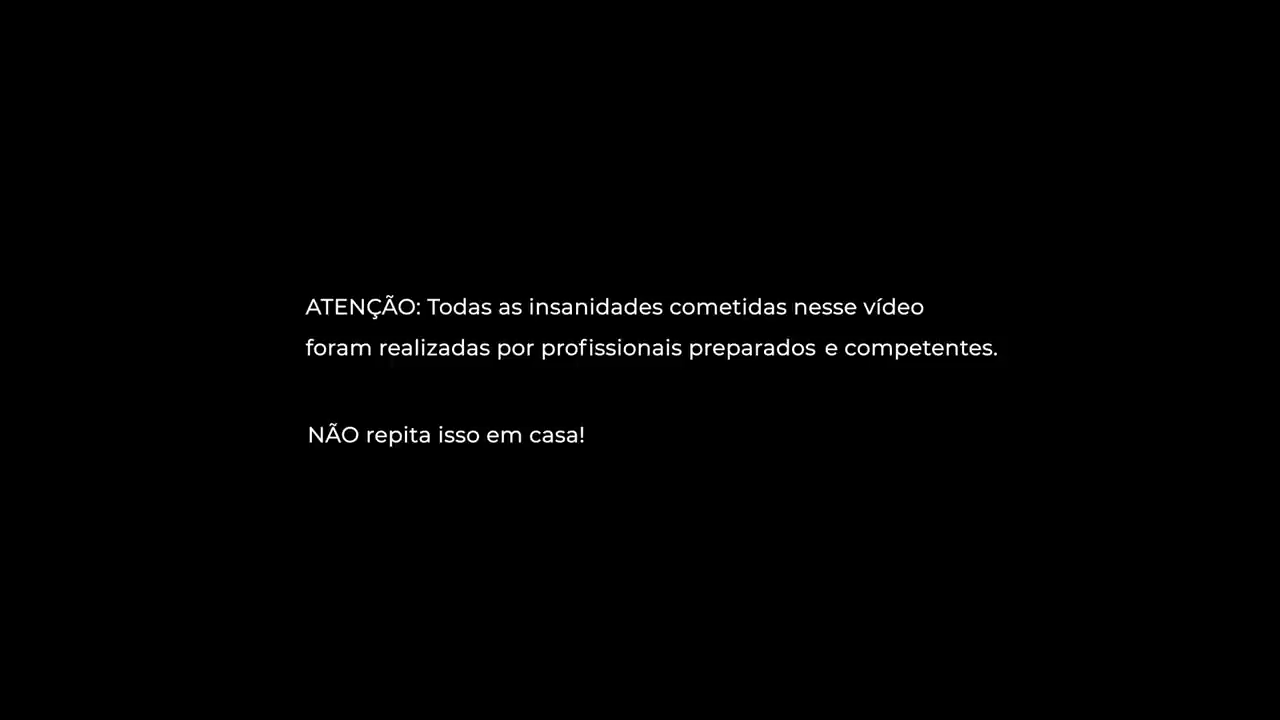 ATENÇÃO: Todas as insanidades cometidas nesse vídeo
foram realizadas por profissionais preparados e competentes.
NÃO repita isso em casa!